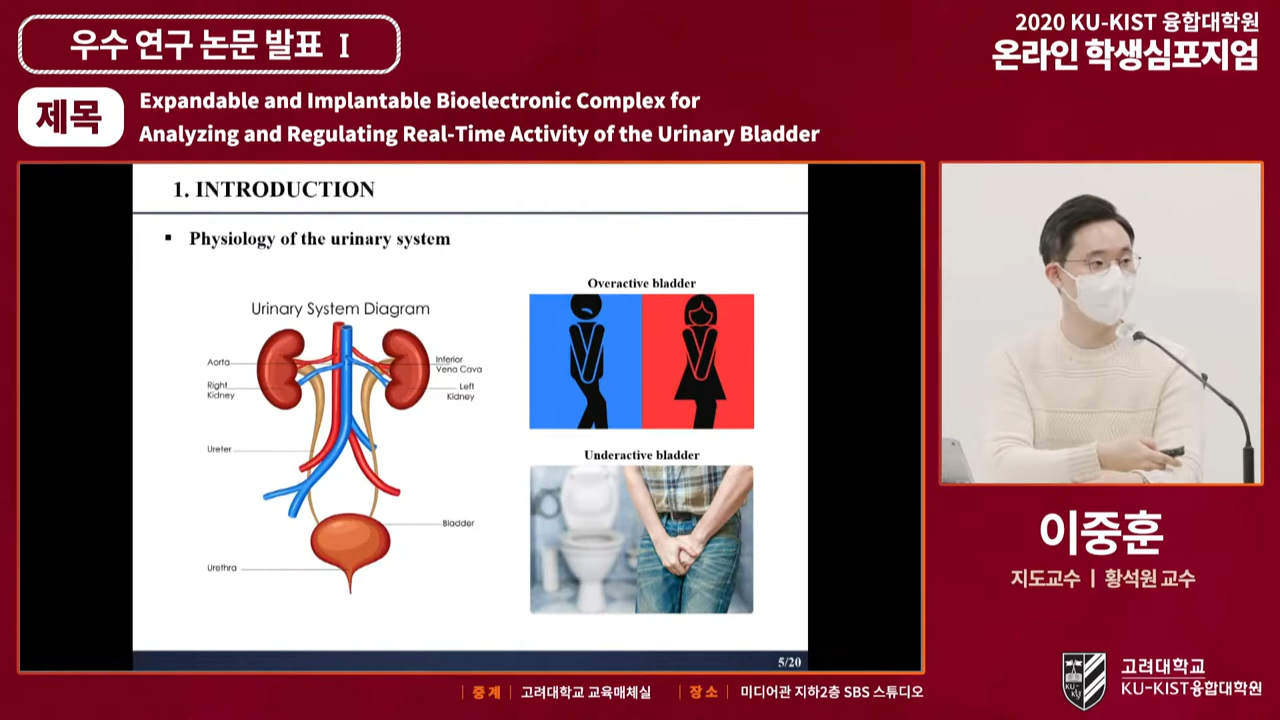 우수 연구 논문 발표 Ⅰ
2020 KU-KIST 융합대학원
온라인 학생심포지엄
제목
Expandable and Implantable Bioelectronic Complex for
Analyzing and Regulating Real-Time Activity of the Urinary Bladder
1. INTRODUCTION
▪ Physiology of the urinary system
Urinary System Diagram
Aorta
Right
Kidney
Ureter
Urethra
Inferior
Vena Cava
Left
Kidney
Bladder
Overactive bladder
Underactive bladder
5/20
이중훈
지도교수 | 황석원 교수
| 중계 | 고려대학교 교육매체실 | 장소 | 미디어관 지하2층 SBS 스튜디오
KU-KIST
고려대학교
KU-KIST융합대학원